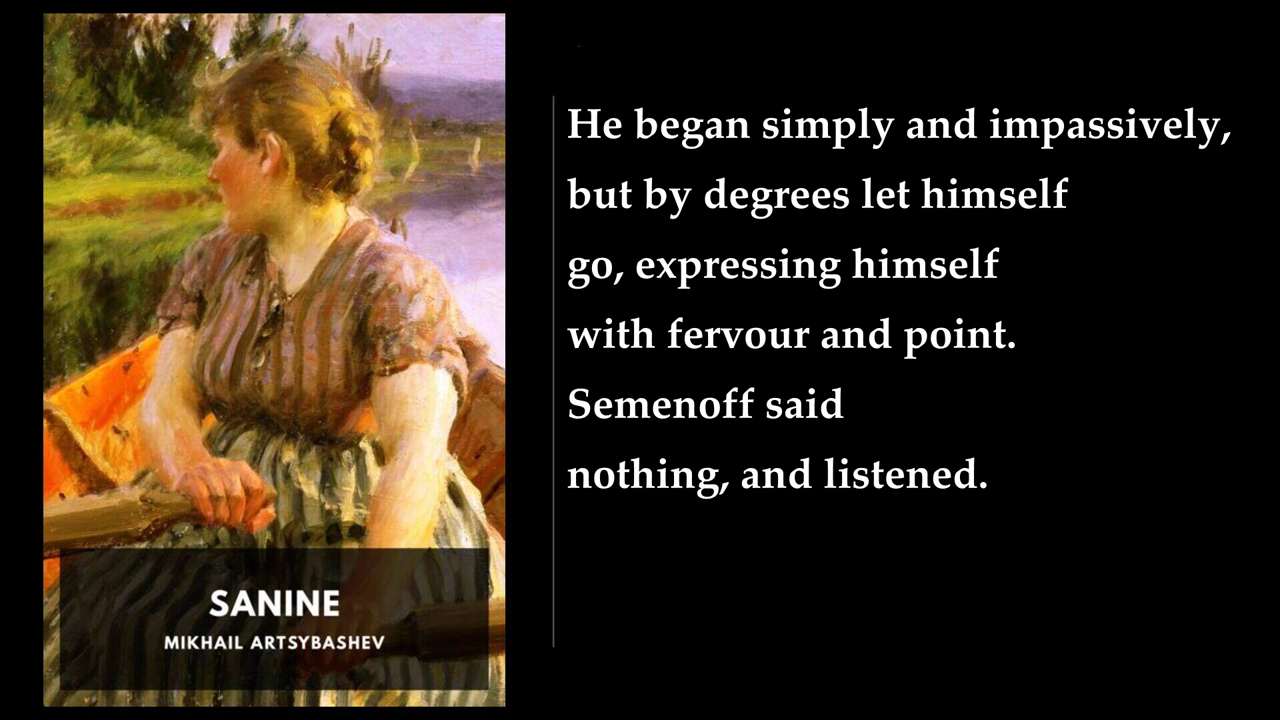 He began simply and impassively,
but by degrees let himself
go, expressing himself
with fervour and point.
Semenoff said
nothing, and listened.
SANINE
MIKHAIL ARTSYBASHEV